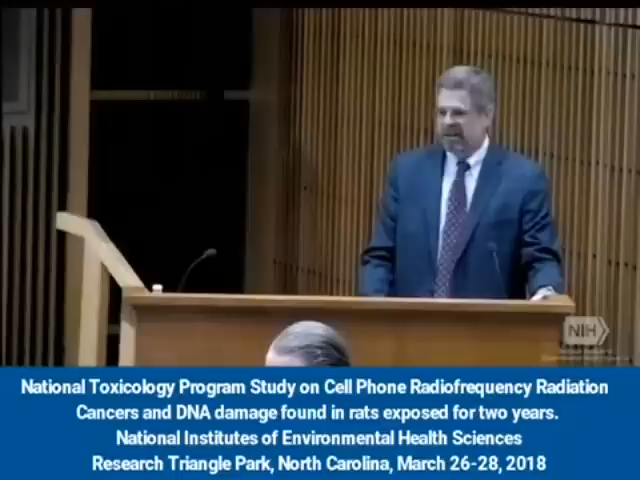 NIH
National Toxicology Program Study on Cell Phone Radiofrequency Radiation
Cancers and DNA damage found in rats exposed for two years.
National Institutes of Environmental Health Sciences
Research Triangle Park, North Carolina, March 26-28, 2018